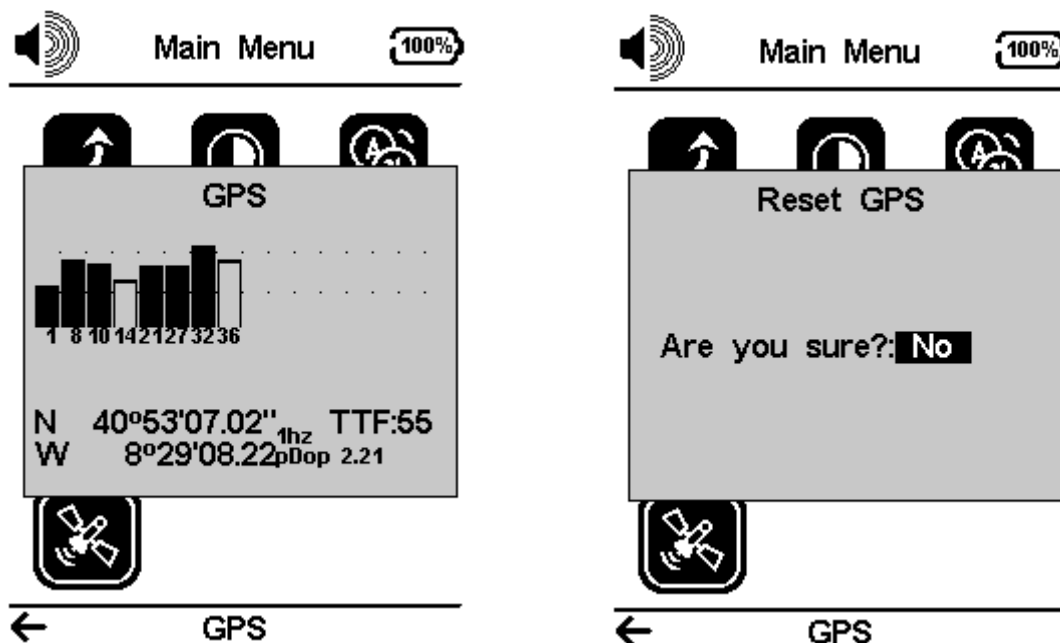 Main Menu 100%
GPS
1 8 10 14 21 27 32 36
N 40º53'07.02" 1hz TTF:55
W 8º29'08.22 pDop 2.21
GPS
Main Menu 100%
Reset GPS
Are you sure?: No
GPS